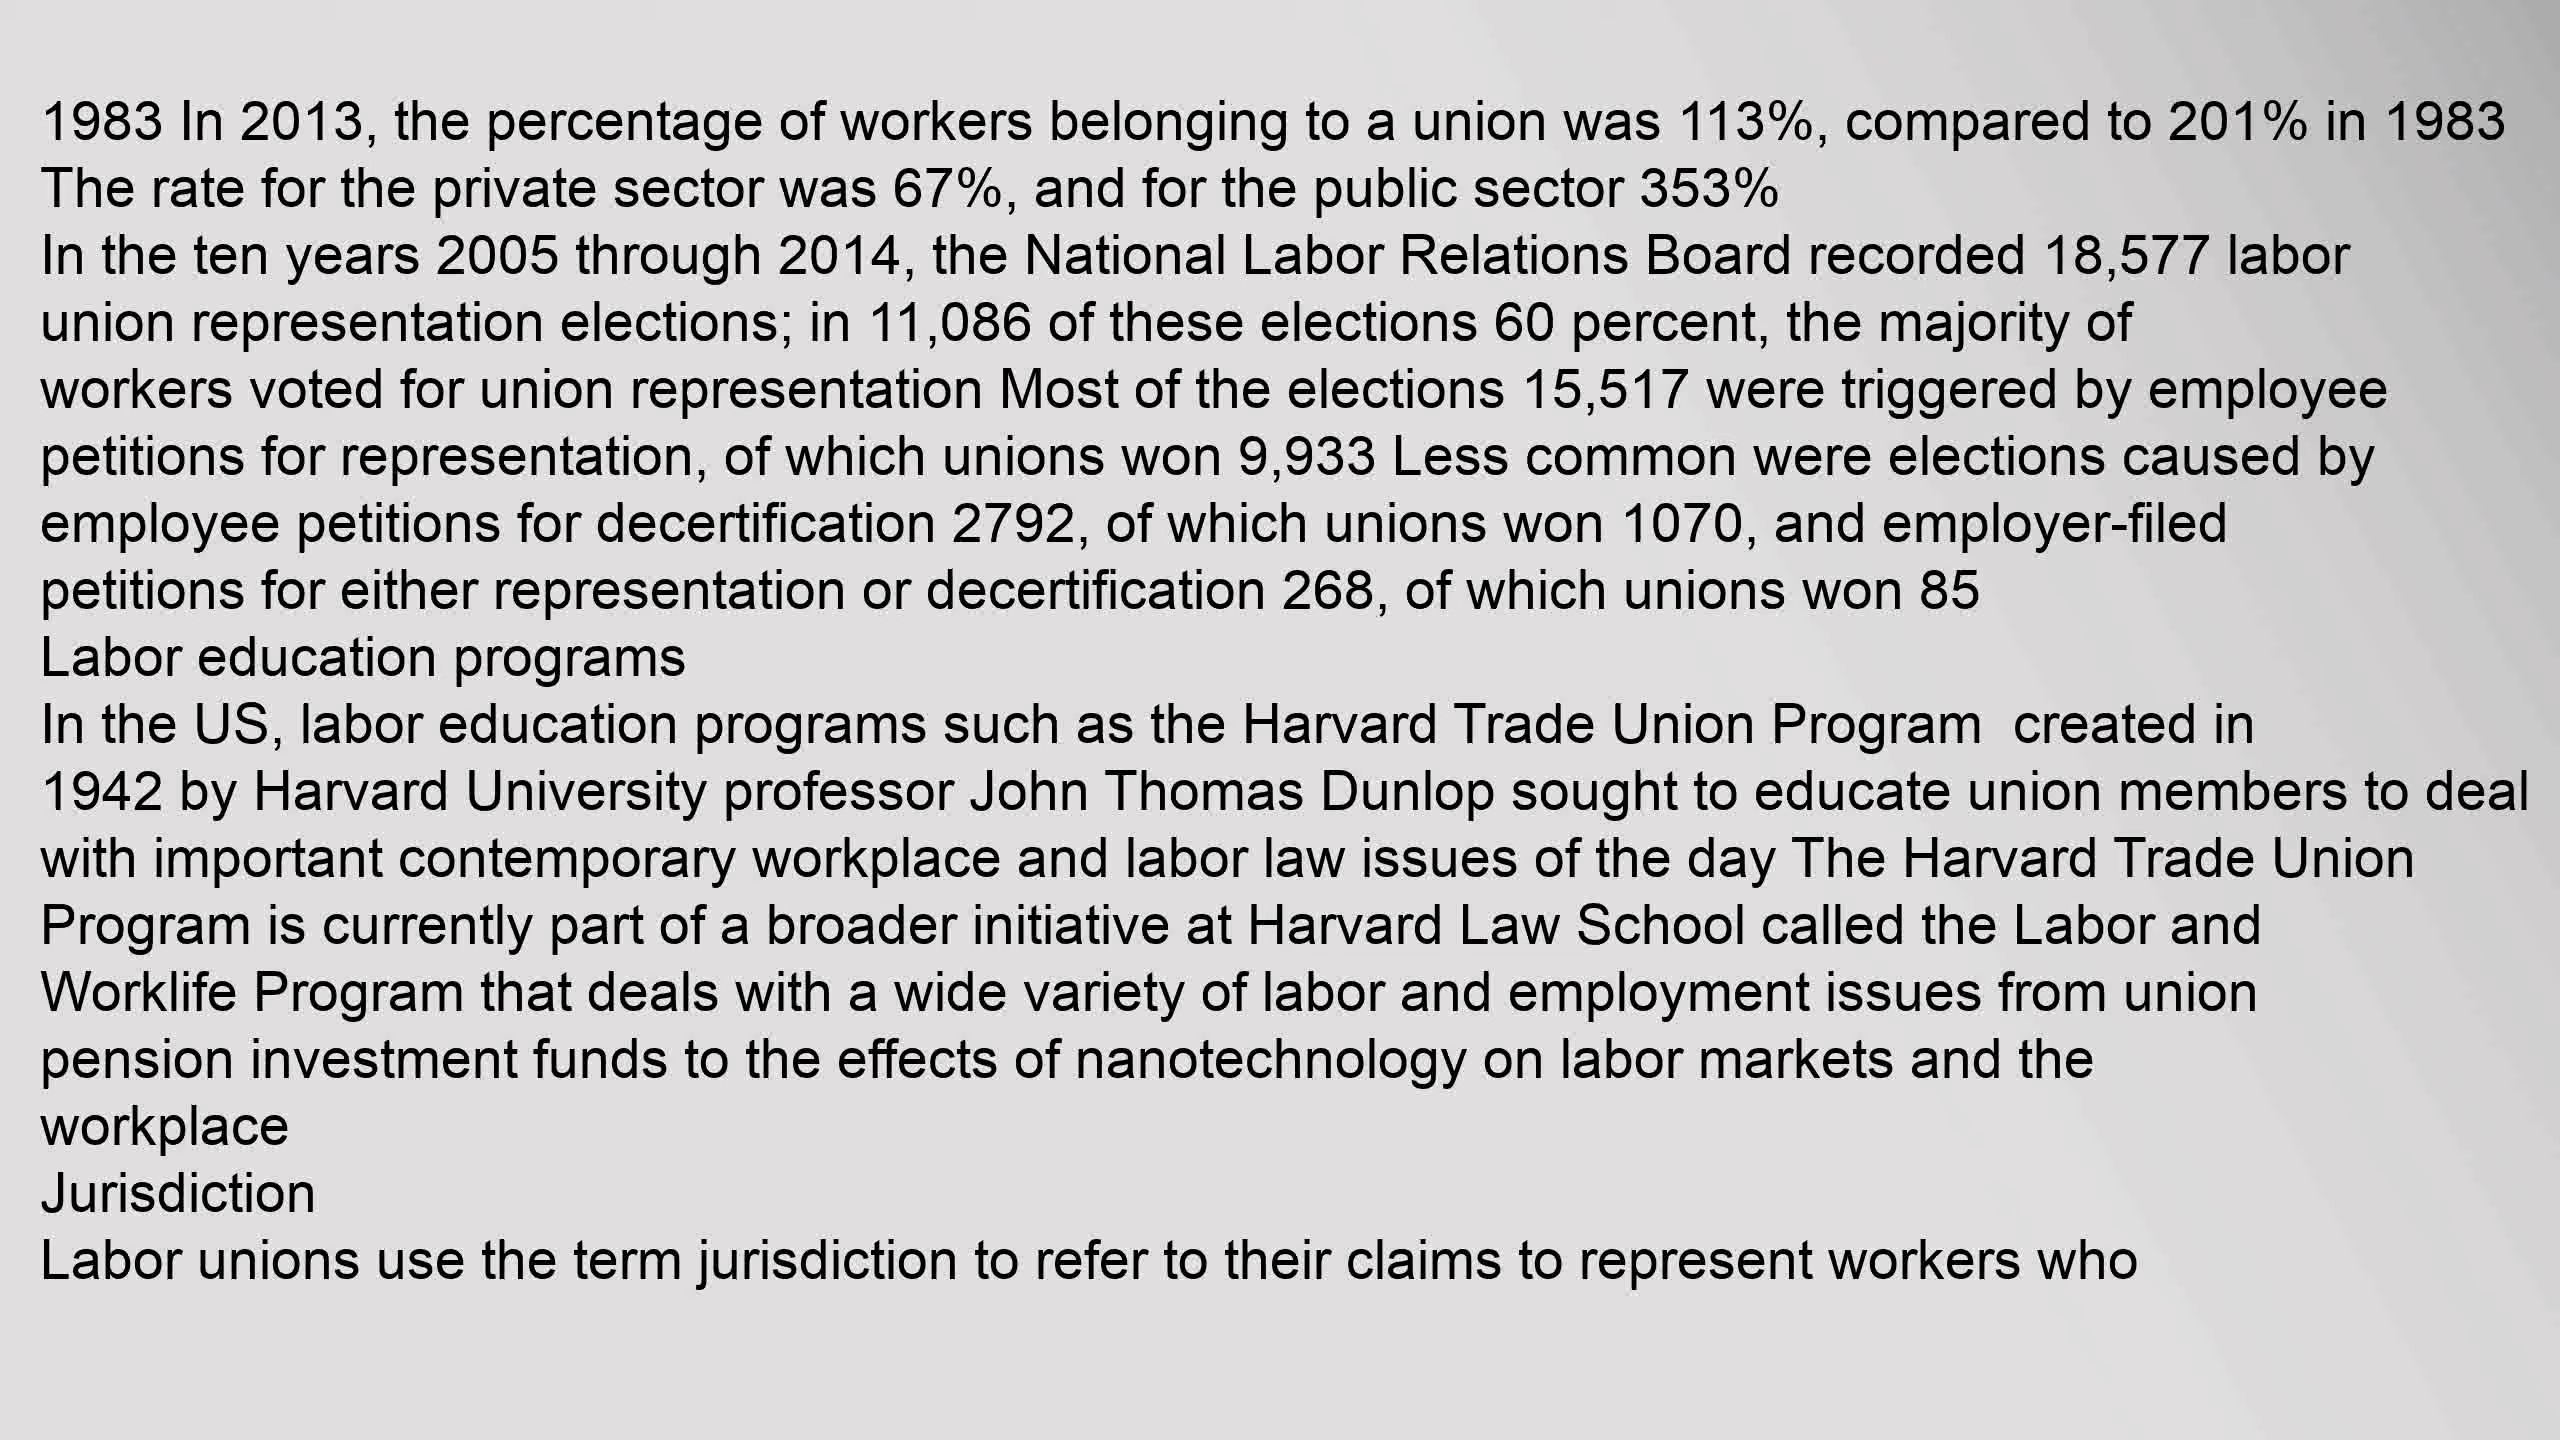 1983 In 2013, the percentage of workers belonging to a union was 113%, compared to 201% in 1983
The rate for the private sector was 67%, and for the public sector 353%
In the ten years 2005 through 2014, the National Labor Relations Board recorded 18,577 labor
union representation elections; in 11,086 of these elections 60 percent, the majority of
workers voted for union representation Most of the elections 15,517 were triggered by employee
petitions for representation, of which unions won 9,933 Less common were elections caused by
employee petitions for decertification 2792, of which unions won 1070, and employer-filed
petitions for either representation or decertification 268, of which unions won 85
Labor education programs
In the US, labor education programs such as the Harvard Trade Union Program  created in
1942 by Harvard University professor John Thomas Dunlop sought to educate union members to deal
with important contemporary workplace and labor law issues of the day The Harvard Trade Union
Program is currently part of a broader initiative at Harvard Law School called the Labor and
Worklife Program that deals with a wide variety of labor and employment issues from union
pension investment funds to the effects of nanotechnology on labor markets and the
workplace
Jurisdiction
Labor unions use the term jurisdiction to refer to their claims to represent workers who